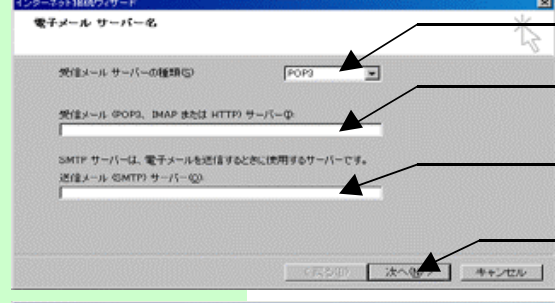 インターネット接続ウィザード
電子メール サーバー名
受信メール サーバーの種類(S)
POP3
受信メール (POP3、IMAP または HTTP) サーバー(I):
SMTP サーバーは、電子メールを送信するときに使用するサーバーです。
送信メール (SMTP) サーバー(O):
< 戻る(B)
次へ
キャンセル